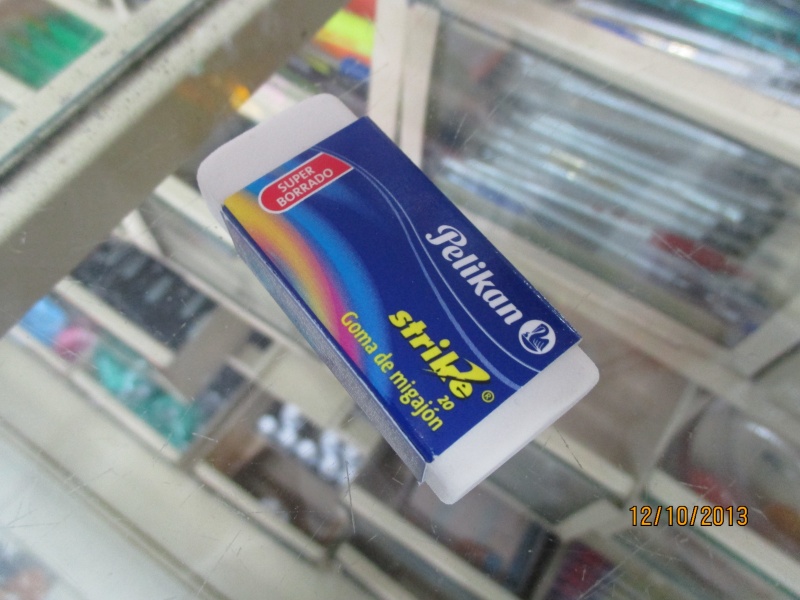 SUPER
BORRADO
Pelikan
strike ®
20
Goma de migajón
12/10/2013